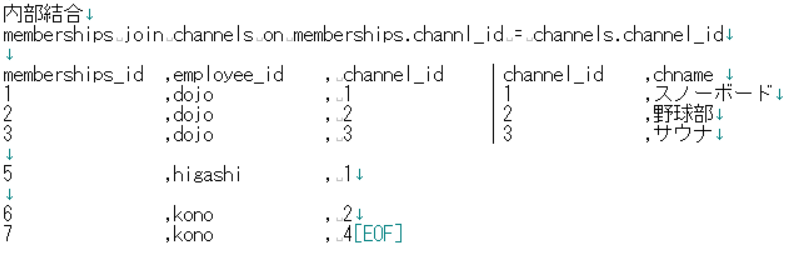 内部結合↓
memberships join channels on memberships.channl_id = channels.channel_id↓
↓
memberships_id ,employee_id , channel_id | channel_id ,chname ↓
1 ,dojo , 1 | 1 ,スノーボード↓
2 ,dojo , 2 | 2 ,野球部↓
3 ,dojo , 3 | 3 ,サウナ↓
↓
5 ,higashi , 1↓
↓
6 ,kono , 2↓
7 ,kono , 4[EOF]